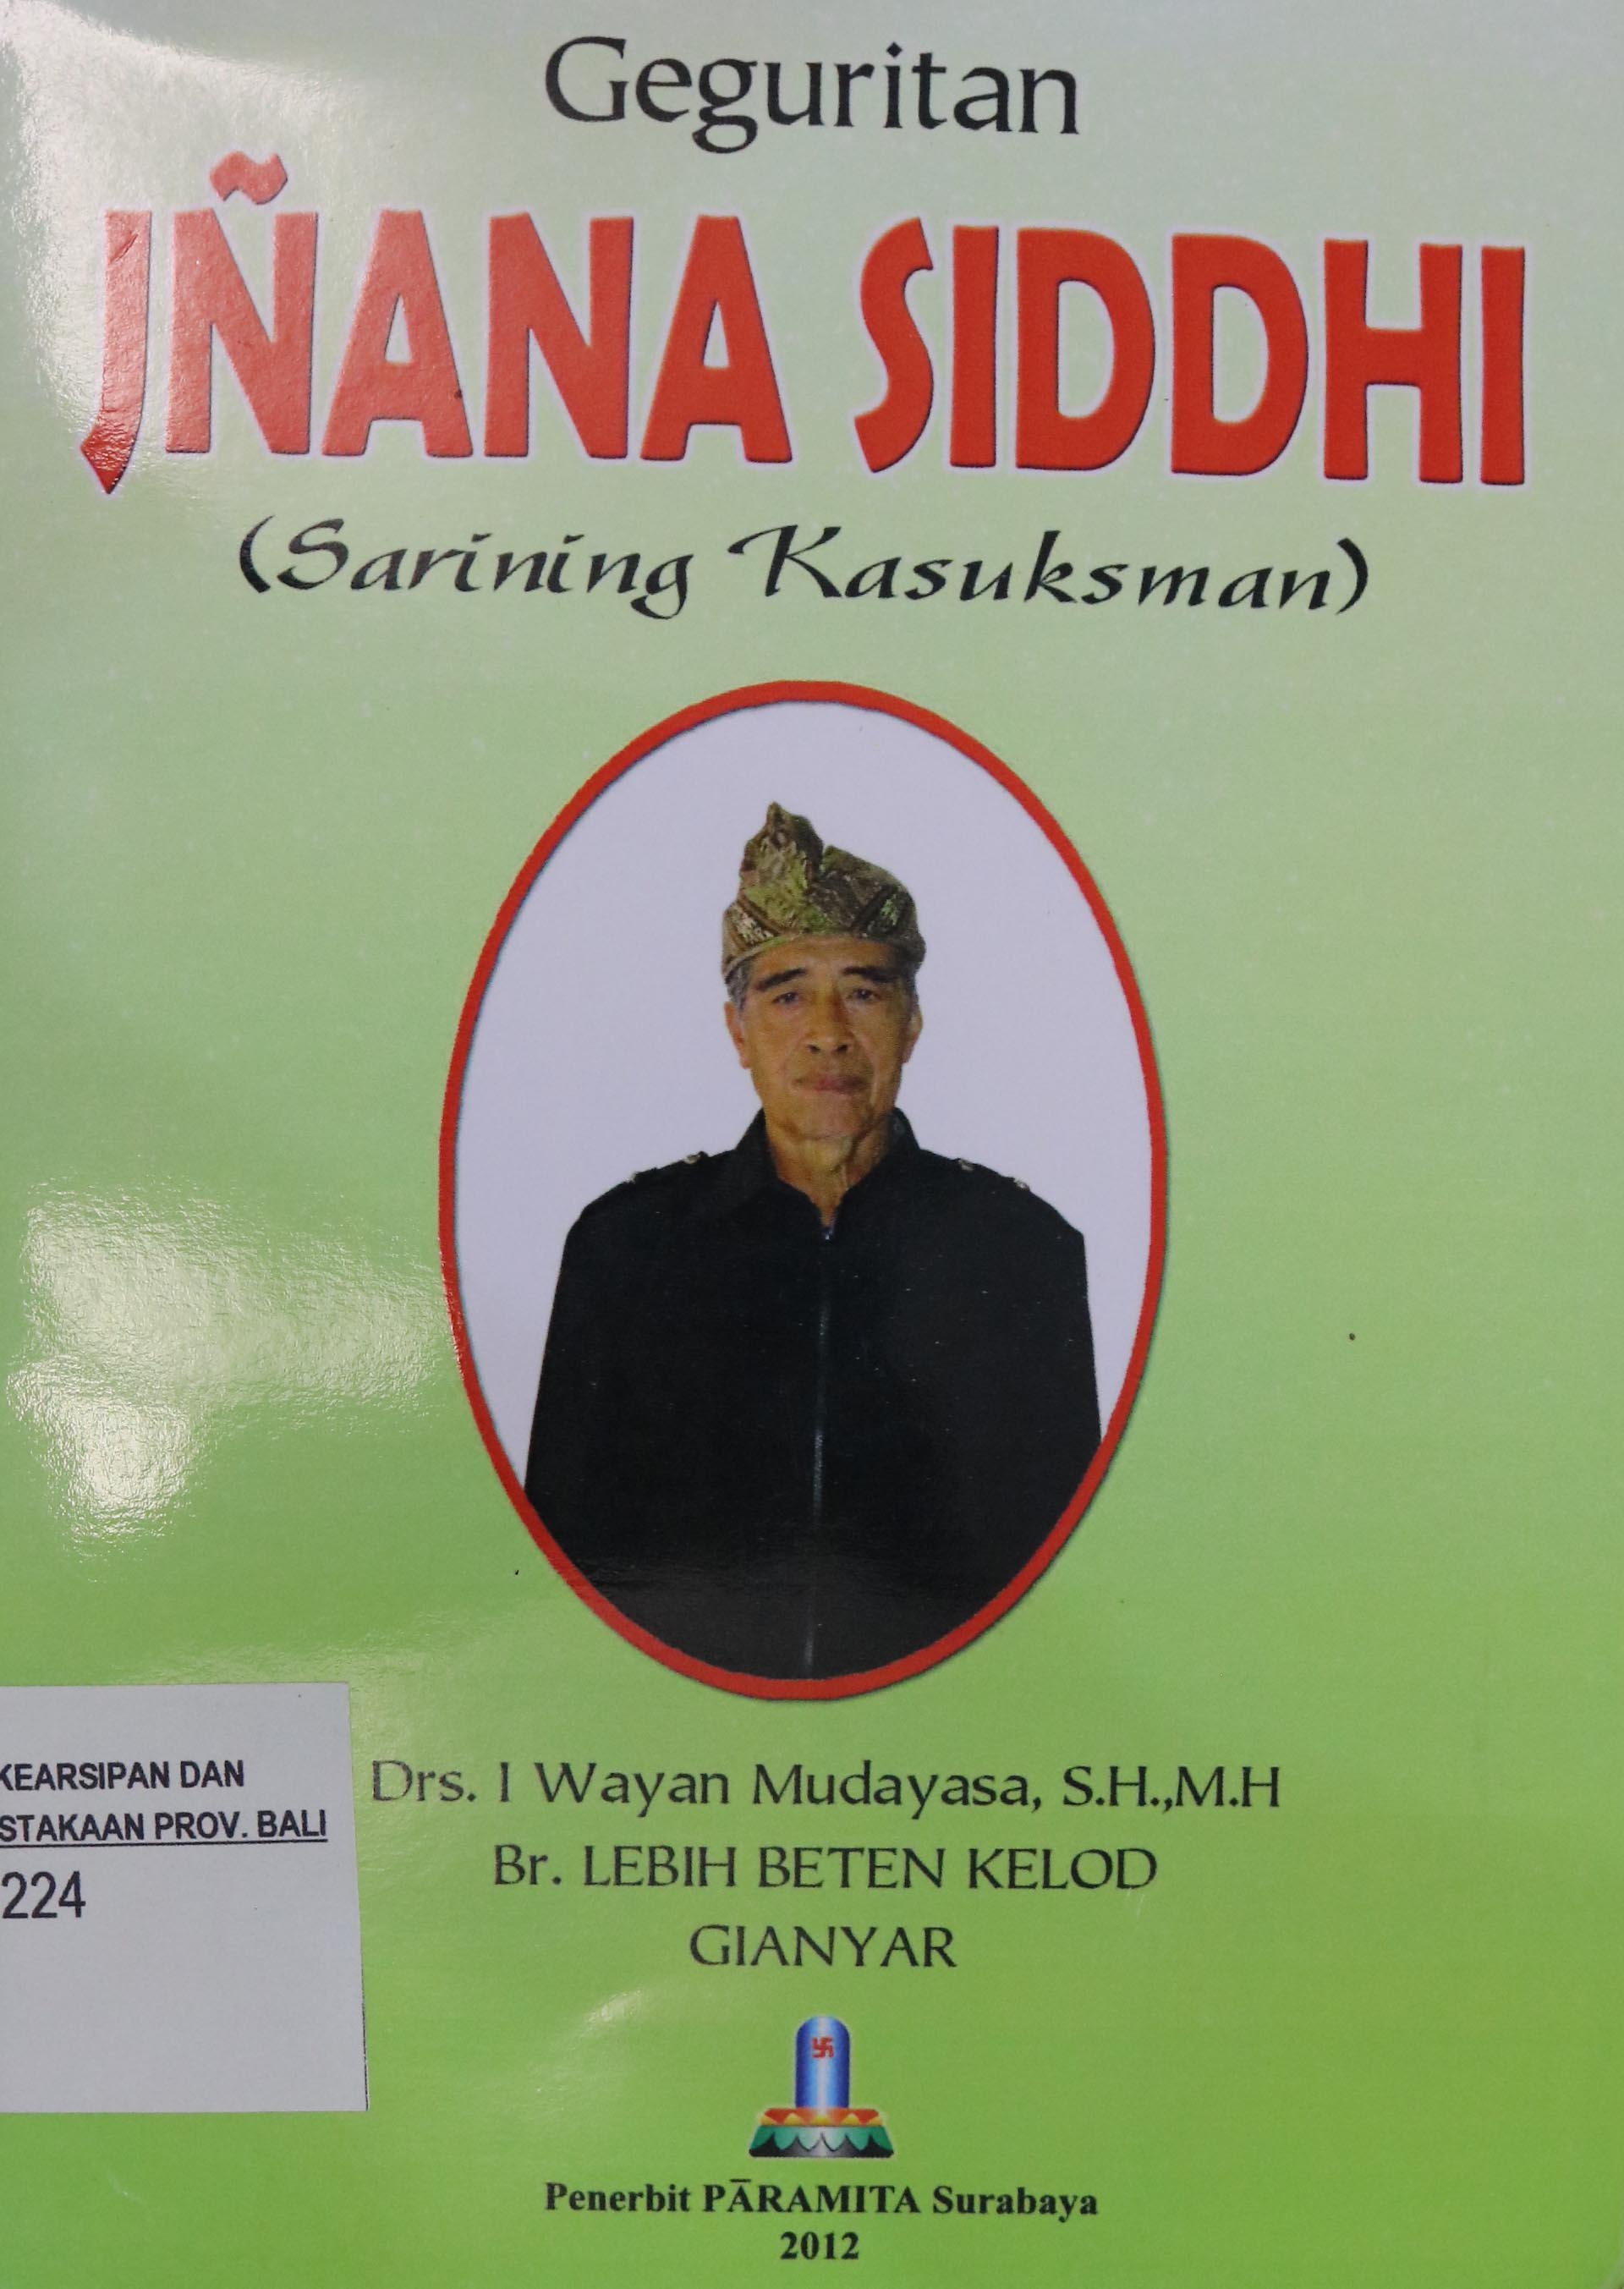 Geguritan
JÑANA SIDDHI
(Sarining Kasuksman)
KEARSIPAN DAN
STAKAAN PROV. BALI
224
Drs. I Wayan Mudayasa, S.H.,M.H
Br. LEBIH BETEN KELOD
GIANYAR
卐
Penerbit PĀRAMITA Surabaya
2012